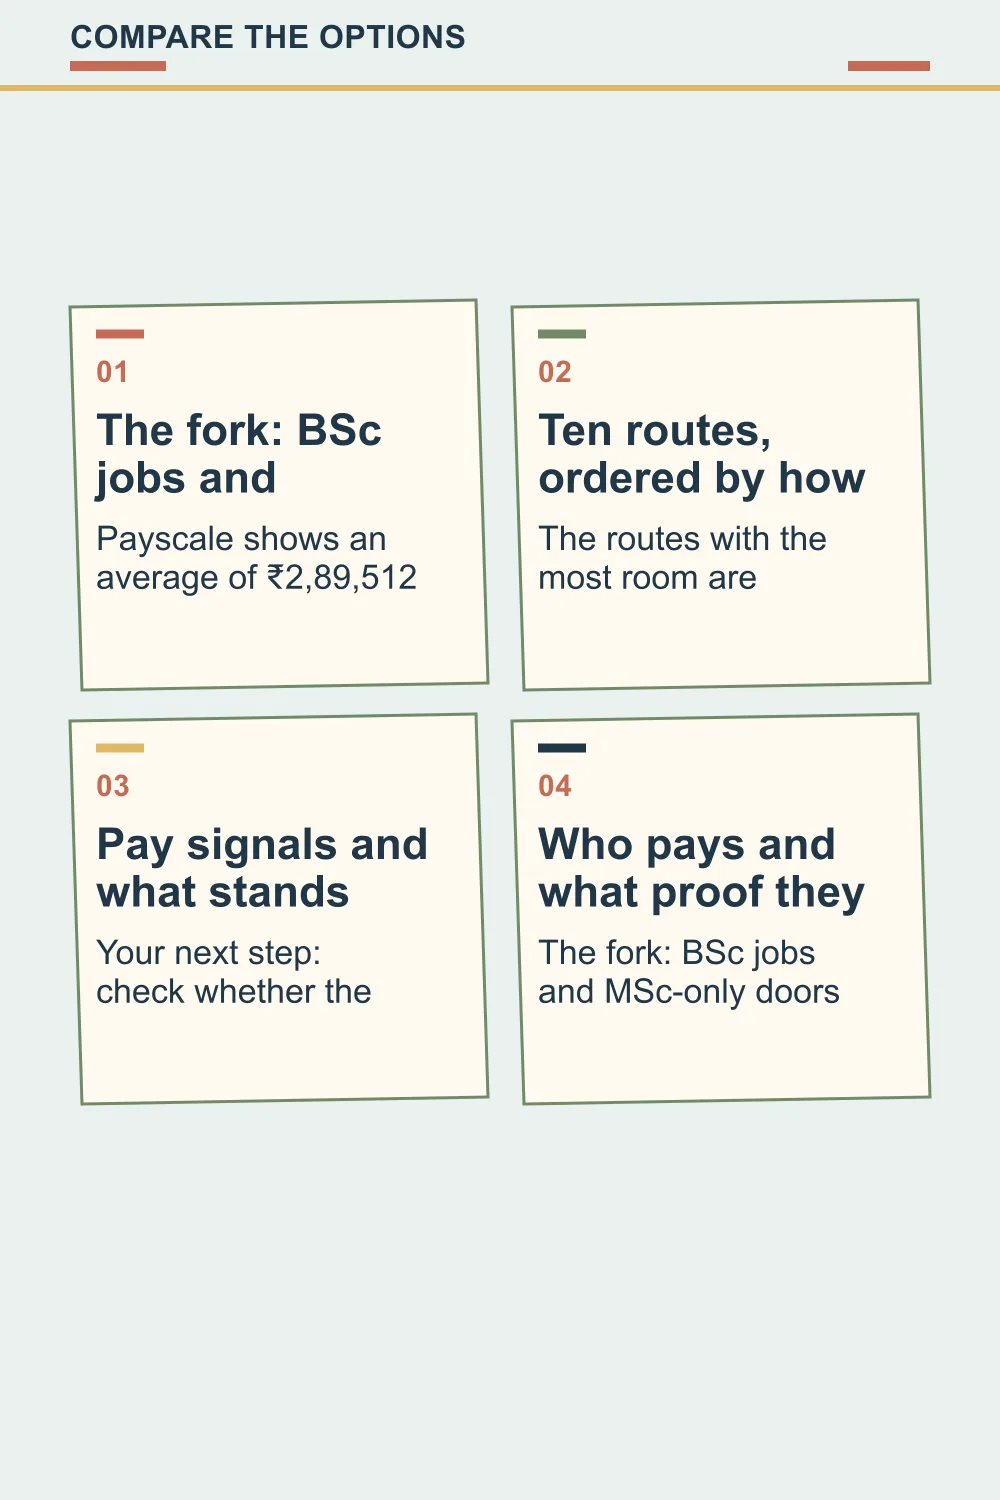 COMPARE THE OPTIONS
01
The fork: BSc
jobs and
Payscale shows an
average of ₹2,89,512
02
Ten routes,
ordered by how
The routes with the
most room are
03
Pay signals and
what stands
Your next step:
check whether the
04
Who pays and
what proof they
The fork: BSc jobs
and MSc-only doors